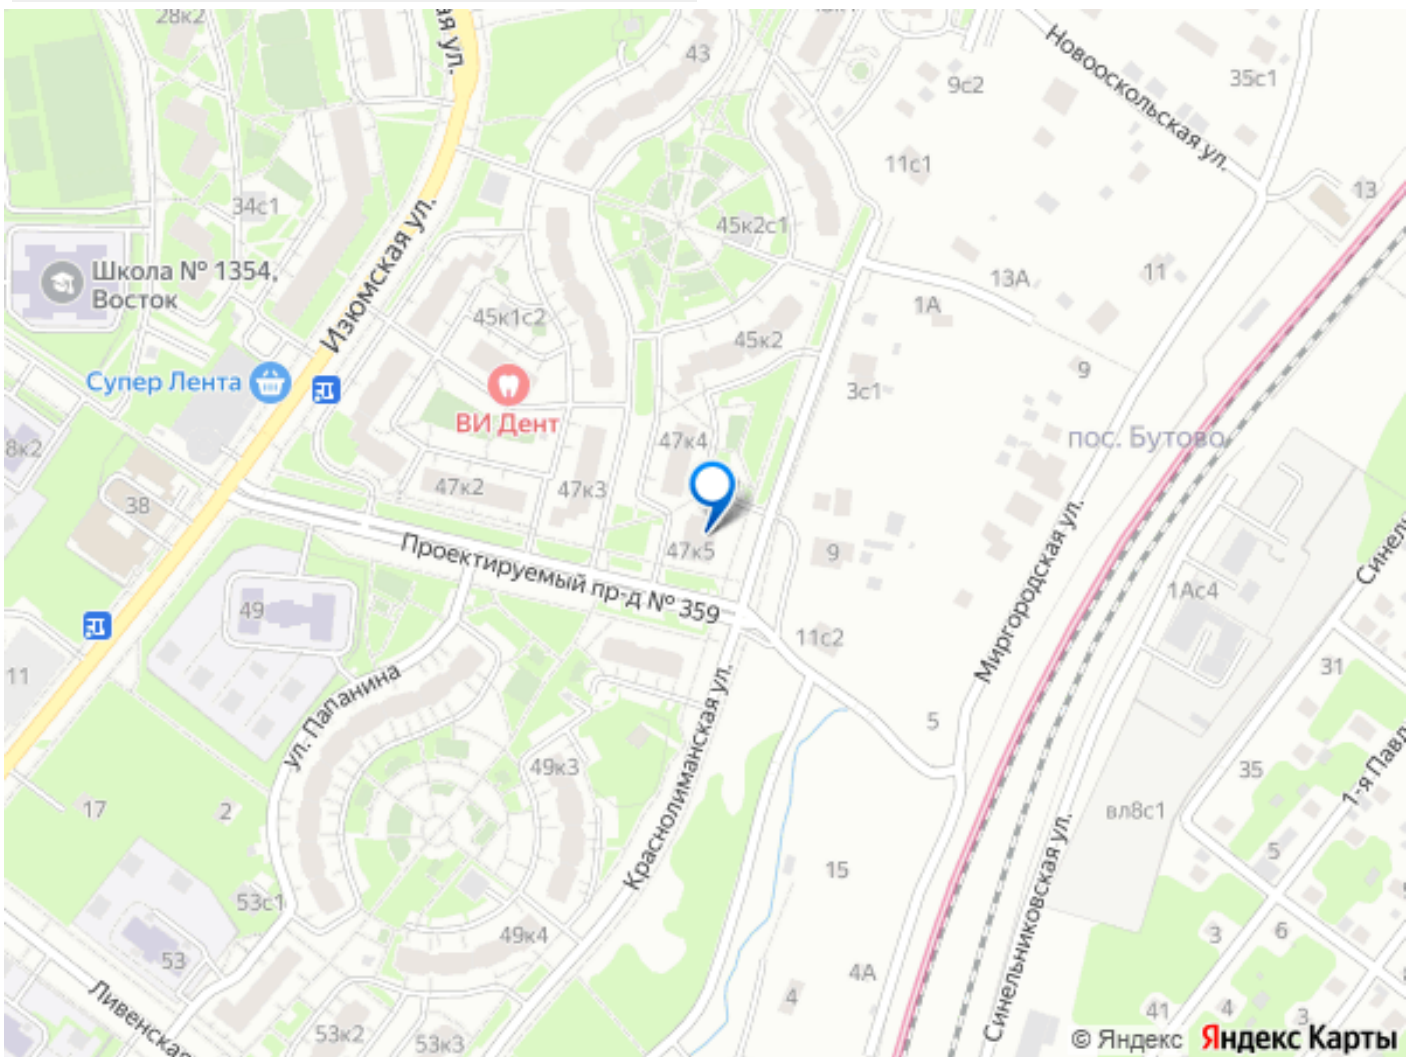 28к2
ая ул.
43
9с2
Новооскольская ул.
35с1
11с1
13
34с1
Изюмская ул.
45к2с1
Школа № 1354,
Восток
13А
11
1А
45к1с2
45к2
9
Супер Лента
3с1
ВИ Дент
8к2
47к4
пос. Бутово
47к2
47к3
38
Проектируемый пр-д № 359
47к5
9
Миргородская ул.
1Ас4
49
11с2
31
11
ул. Папанина
Краснолиманская ул.
5
49к3
35
1-я Павл
17
2
вл8с1
15
5
Синельниковская ул.
53с1
49к4
3
6
53
4А
4
41
4
3
Ливенская
53к2
53к3
© Яндекс Яндекс Карты